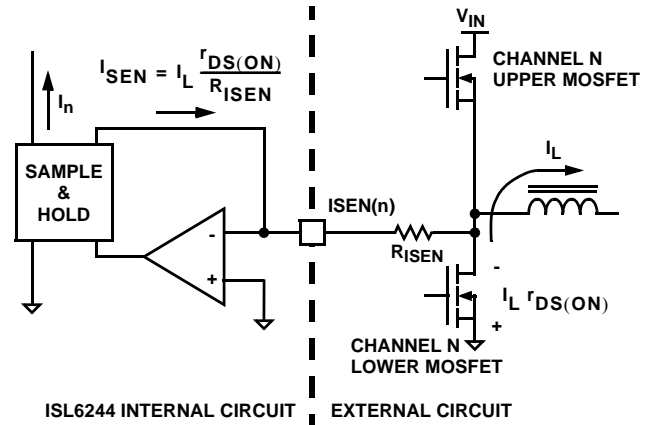 V_IN
CHANNEL N
UPPER MOSFET
I_SEN = I_L r_DS(ON) / R_ISEN
I_n
SAMPLE
&
HOLD
I_L
ISEN(n)
-
+
R_ISEN
-
I_L r_DS(ON)
+
CHANNEL N
LOWER MOSFET
ISL6244 INTERNAL CIRCUIT
EXTERNAL CIRCUIT